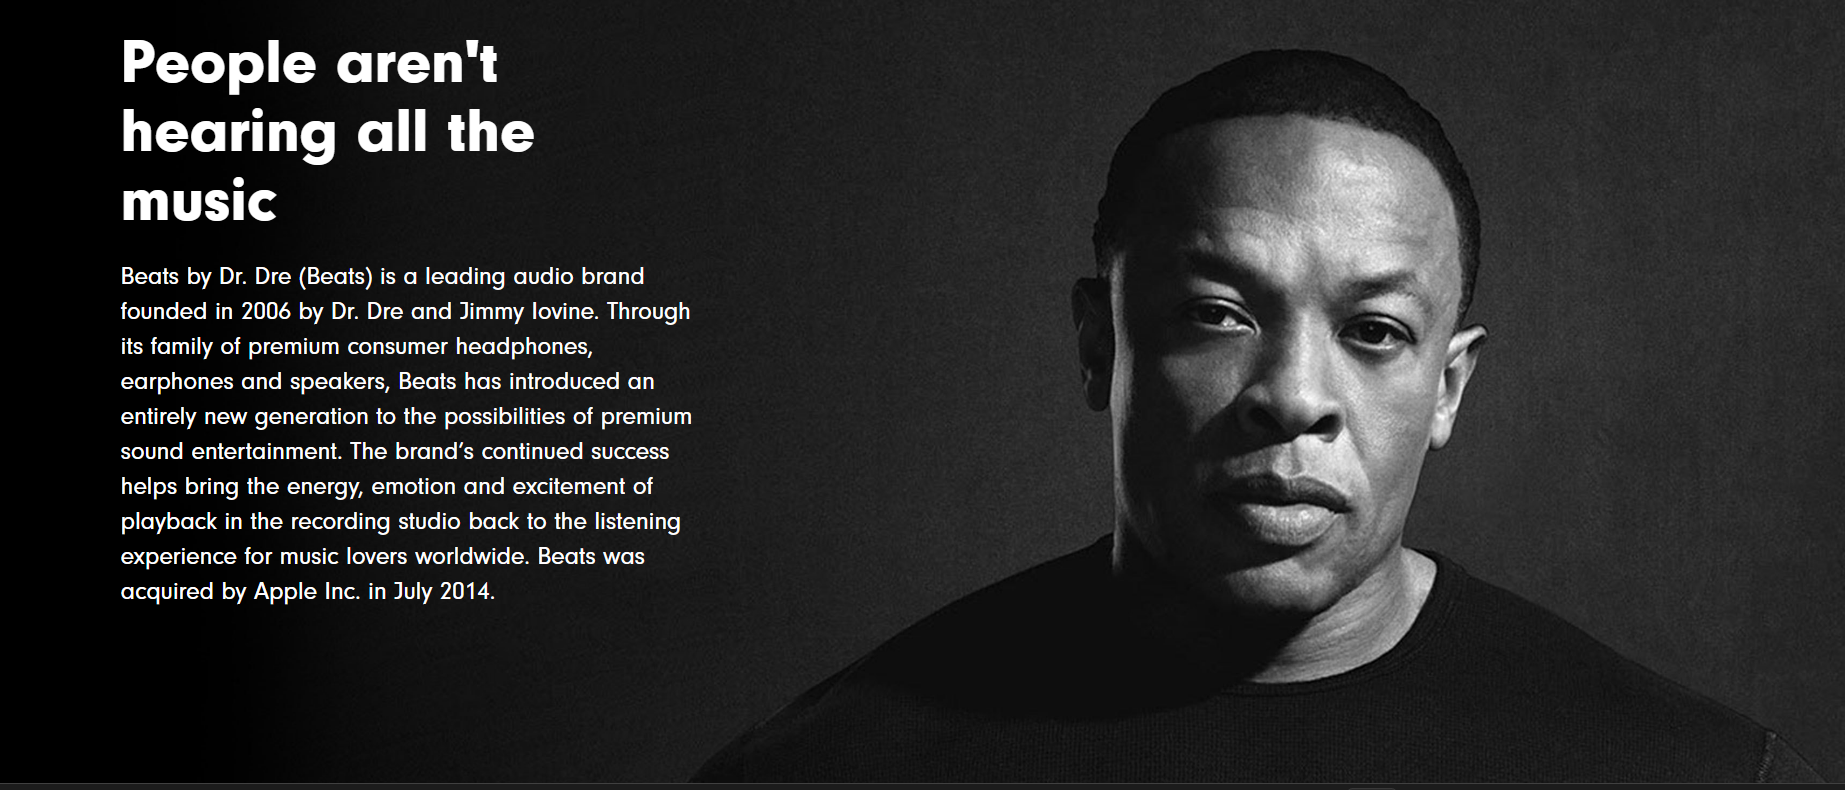 People aren't
hearing all the
music
Beats by Dr. Dre (Beats) is a leading audio brand
founded in 2006 by Dr. Dre and Jimmy Iovine. Through
its family of premium consumer headphones,
earphones and speakers, Beats has introduced an
entirely new generation to the possibilities of premium
sound entertainment. The brand’s continued success
helps bring the energy, emotion and excitement of
playback in the recording studio back to the listening
experience for music lovers worldwide. Beats was
acquired by Apple Inc. in July 2014.